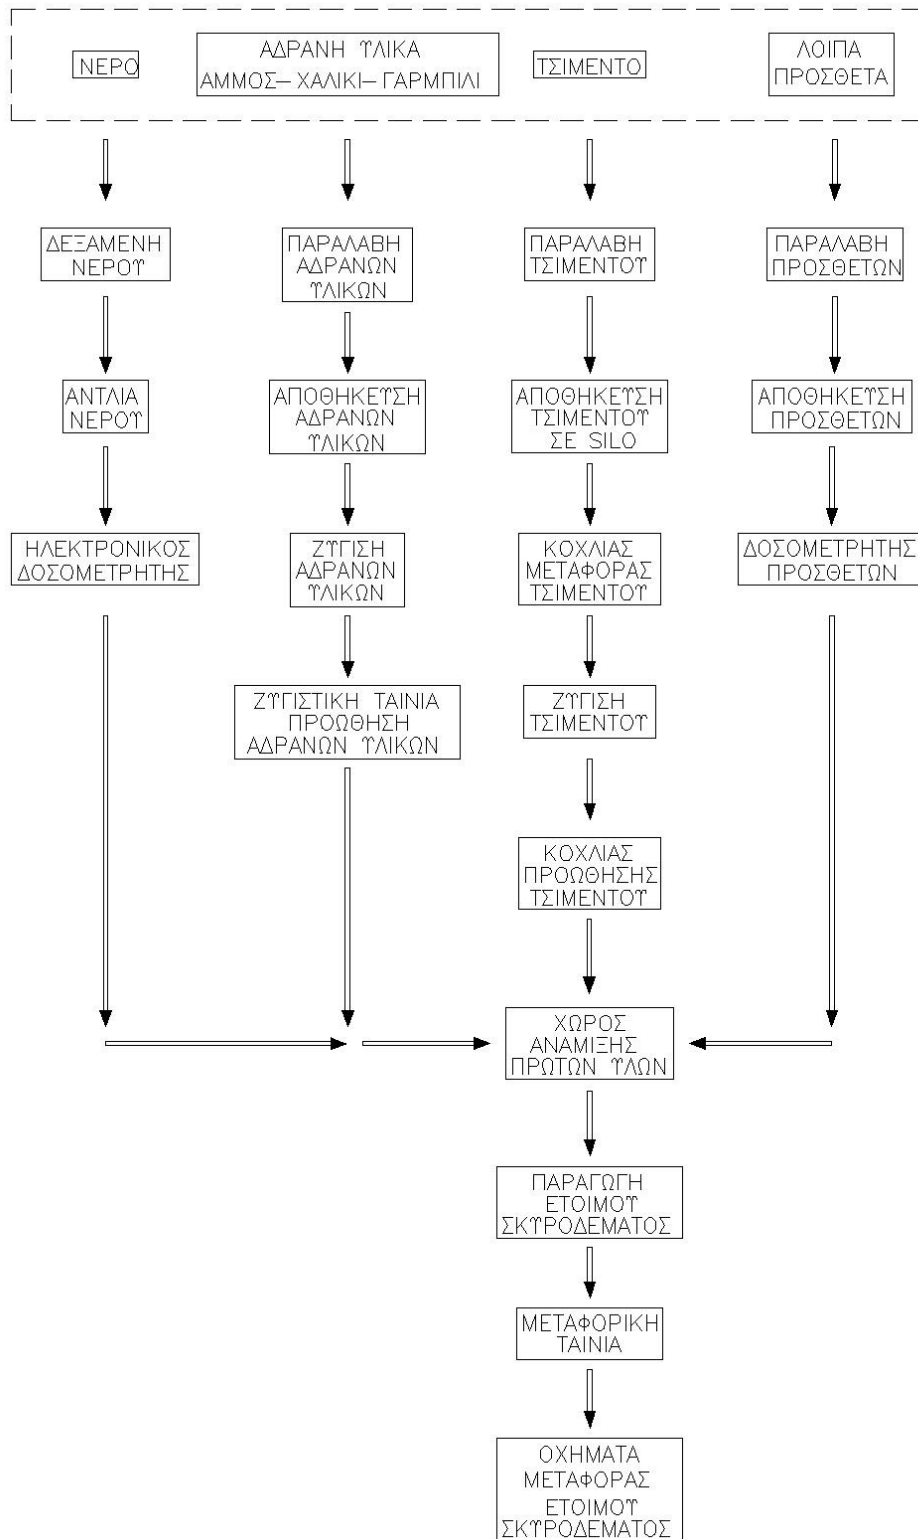 ΝΕΡΟ
ΑΔΡΑΝΗ ΥΛΙΚΑ
ΑΜΜΟΣ– ΧΑΛΙΚΙ– ΓΑΡΜΠΙΛΙ
ΤΣΙΜΕΝΤΟ
ΛΟΙΠΑ
ΠΡΟΣΘΕΤΑ
ΔΕΞΑΜΕΝΗ
ΝΕΡΟΥ
ΠΑΡΑΛΑΒΗ
ΑΔΡΑΝΩΝ
ΥΛΙΚΩΝ
ΠΑΡΑΛΑΒΗ
ΤΣΙΜΕΝΤΟΥ
ΠΑΡΑΛΑΒΗ
ΠΡΟΣΘΕΤΩΝ
ΑΝΤΛΙΑ
ΝΕΡΟΥ
ΑΠΟΘΗΚΕΥΣΗ
ΑΔΡΑΝΩΝ
ΥΛΙΚΩΝ
ΑΠΟΘΗΚΕΥΣΗ
ΤΣΙΜΕΝΤΟΥ
ΣΕ SILO
ΑΠΟΘΗΚΕΥΣΗ
ΠΡΟΣΘΕΤΩΝ
ΗΛΕΚΤΡΟΝΙΚΟΣ
ΔΟΣΟΜΕΤΡΗΤΗΣ
ΖΥΓΙΣΗ
ΑΔΡΑΝΩΝ
ΥΛΙΚΩΝ
ΚΟΧΛΙΑΣ
ΜΕΤΑΦΟΡΑΣ
ΤΣΙΜΕΝΤΟΥ
ΔΟΣΟΜΕΤΡΗΤΗΣ
ΠΡΟΣΘΕΤΩΝ
ΖΥΓΙΣΤΙΚΗ ΤΑΙΝΙΑ
ΠΡΟΩΘΗΣΗ
ΑΔΡΑΝΩΝ ΥΛΙΚΩΝ
ΖΥΓΙΣΗ
ΤΣΙΜΕΝΤΟΥ
ΚΟΧΛΙΑΣ
ΠΡΟΩΘΗΣΗΣ
ΤΣΙΜΕΝΤΟΥ
ΧΩΡΟΣ
ΑΝΑΜΙΞΗΣ
ΠΡΩΤΩΝ ΥΛΩΝ
ΠΑΡΑΓΩΓΗ
ΕΤΟΙΜΟΥ
ΣΚΥΡΟΔΕΜΑΤΟΣ
ΜΕΤΑΦΟΡΙΚΗ
ΤΑΙΝΙΑ
ΟΧΗΜΑΤΑ
ΜΕΤΑΦΟΡΑΣ
ΕΤΟΙΜΟΥ
ΣΚΥΡΟΔΕΜΑΤΟΣ